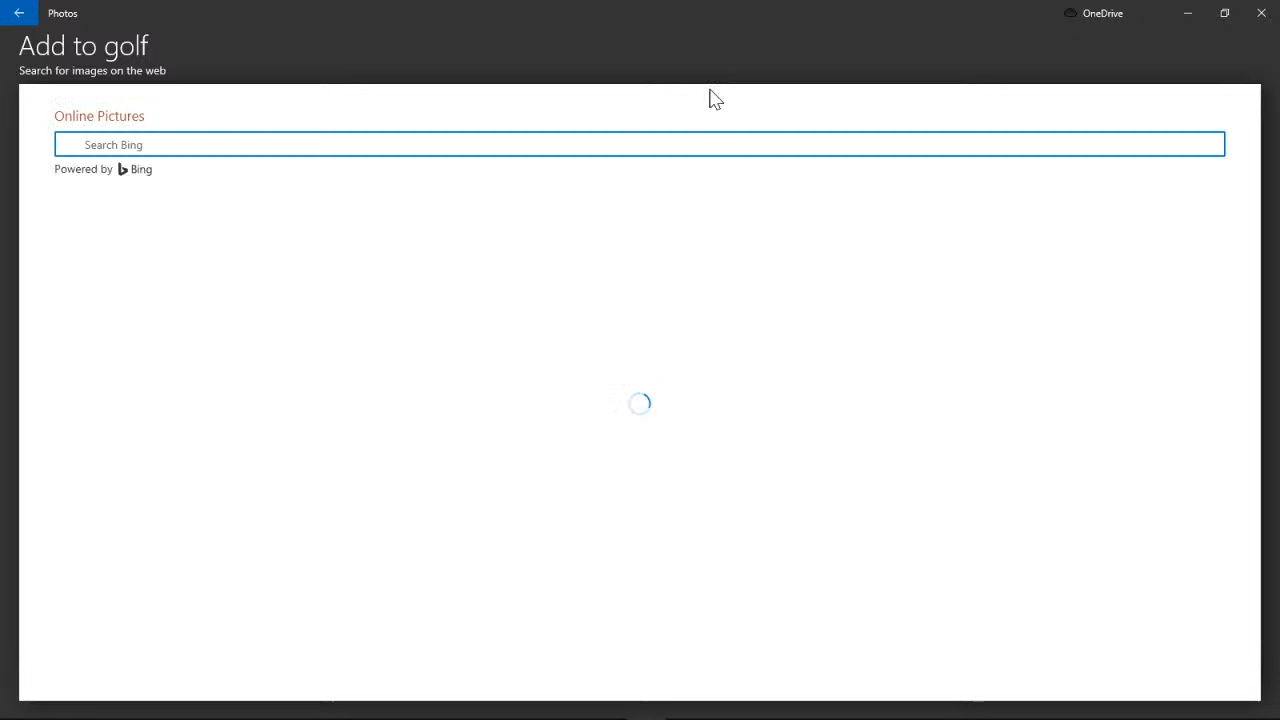 Photos
OneDrive
Add to golf
Search for images on the web
Online Pictures
Search Bing
Powered by Bing